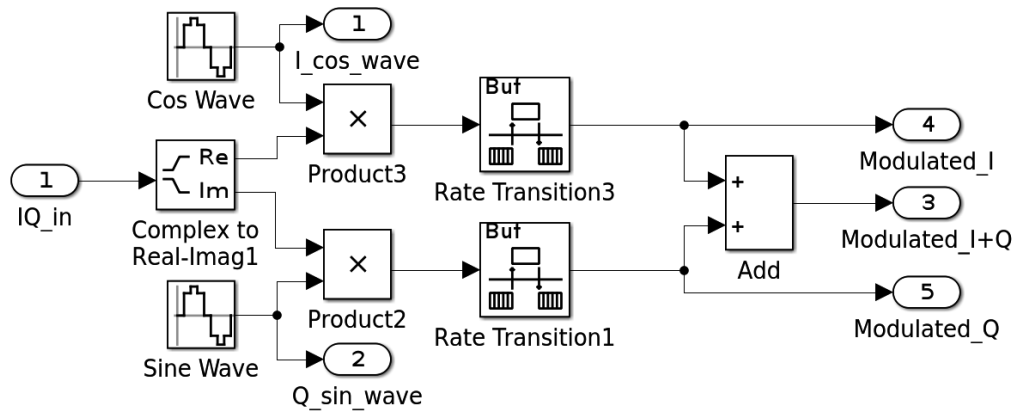 1
I_cos_wave
Cos Wave
×
Product3
Buf
Rate Transition3
4
Modulated_I
1
IQ_in
Re
Im
Complex to
Real-Imag1
+
+
Add
3
Modulated_I+Q
×
Product2
Buf
Rate Transition1
5
Modulated_Q
Sine Wave
2
Q_sin_wave